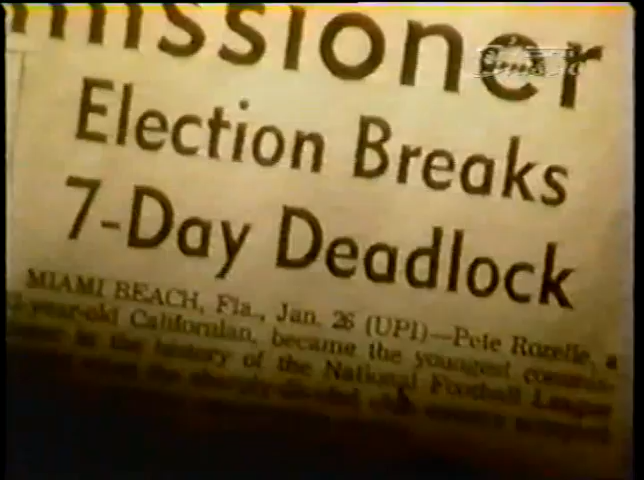 missioner
Election Breaks
7-Day Deadlock
MIAMI BEACH, Fla., Jan. 26 (UPI)—Pete Rozelle, a
-year-old Californian, became the youngest commis-
in the history of the National Football League